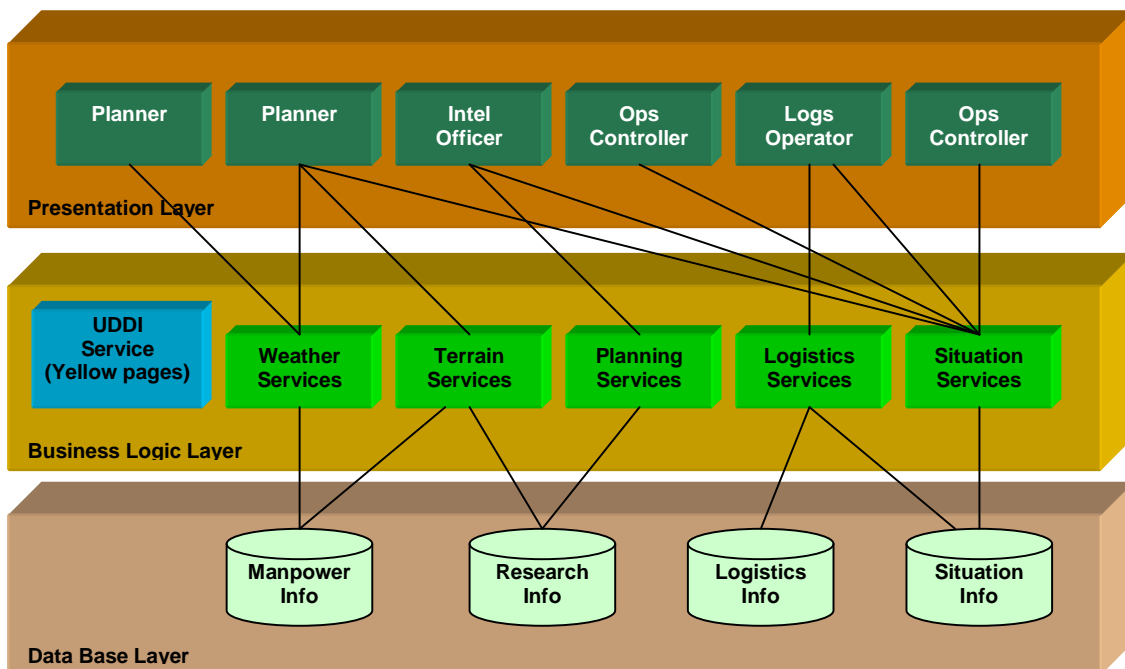 Planner
Planner
Intel
Officer
Ops
Controller
Logs
Operator
Ops
Controller
Presentation Layer
UDDI
Service
(Yellow pages)
Weather
Services
Terrain
Services
Planning
Services
Logistics
Services
Situation
Services
Business Logic Layer
Manpower
Info
Research
Info
Logistics
Info
Situation
Info
Data Base Layer